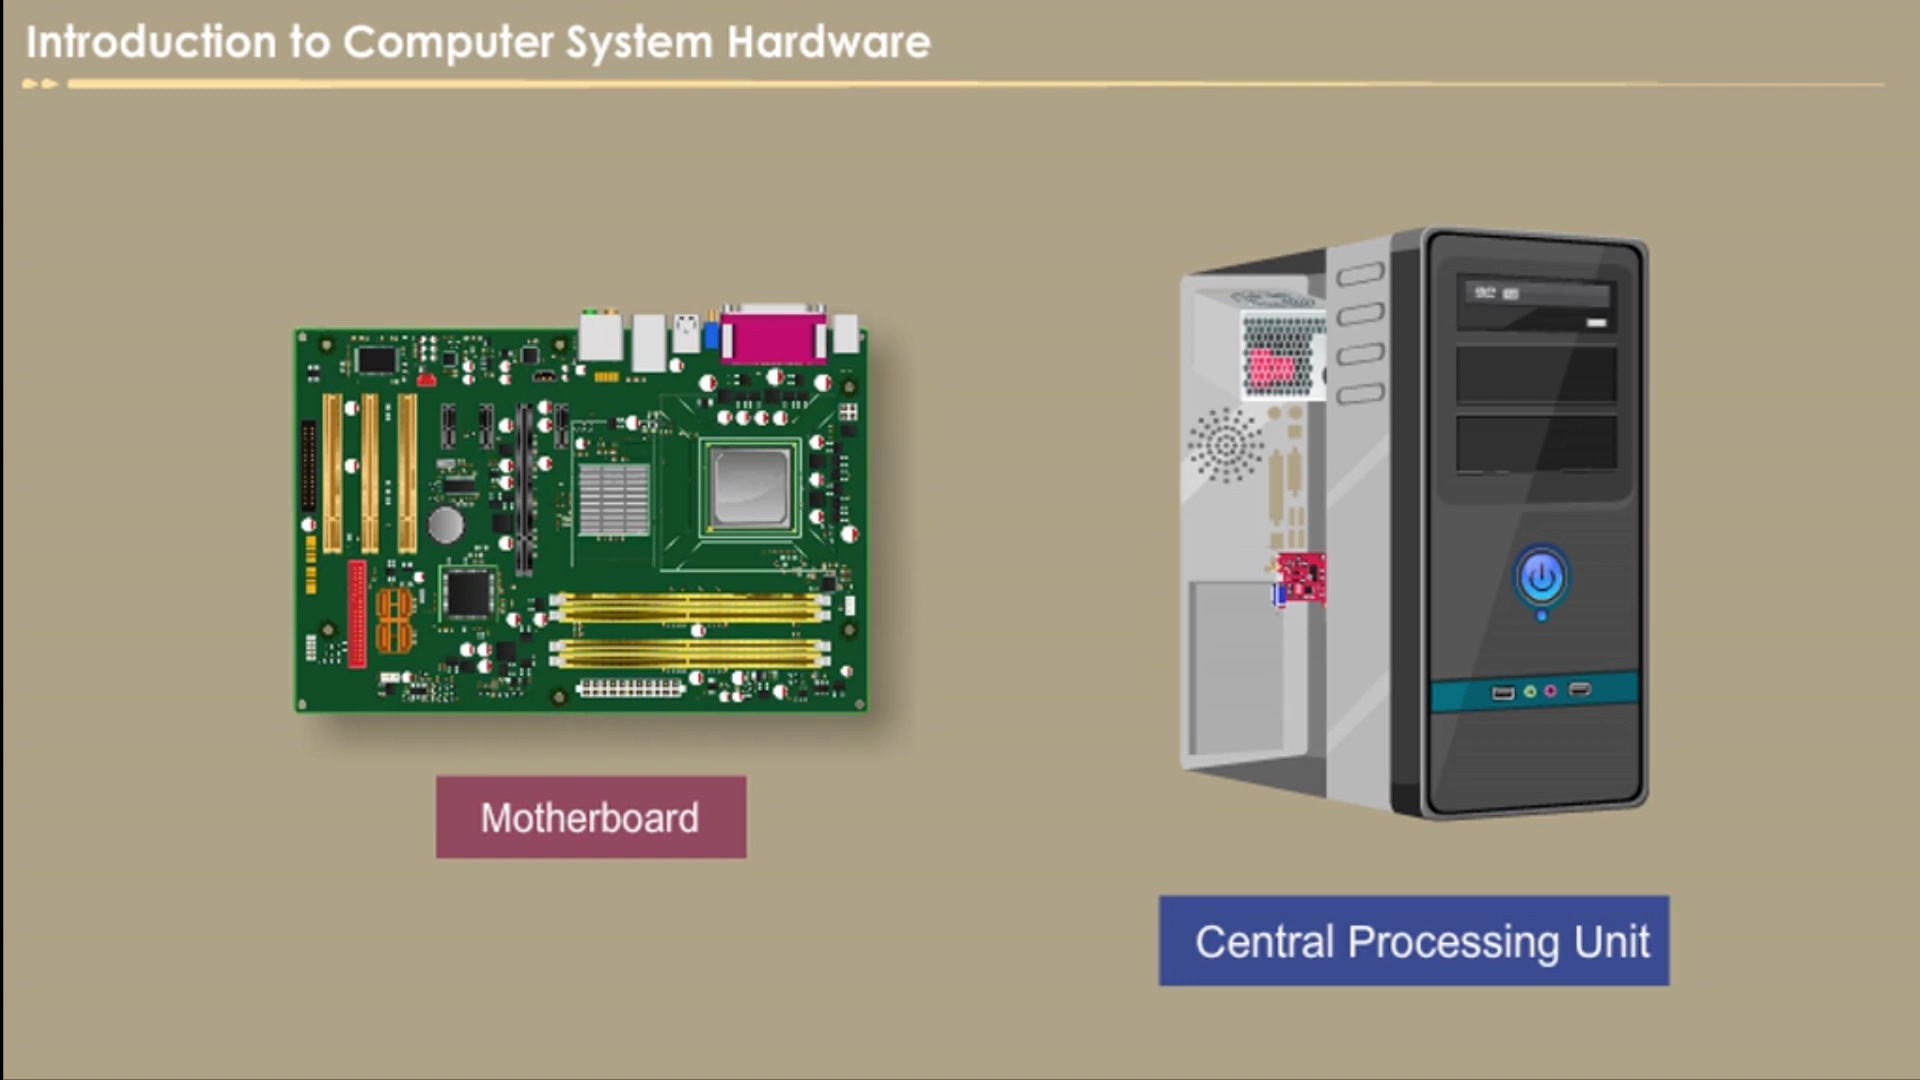 Introduction to Computer System Hardware
Motherboard
Central Processing Unit